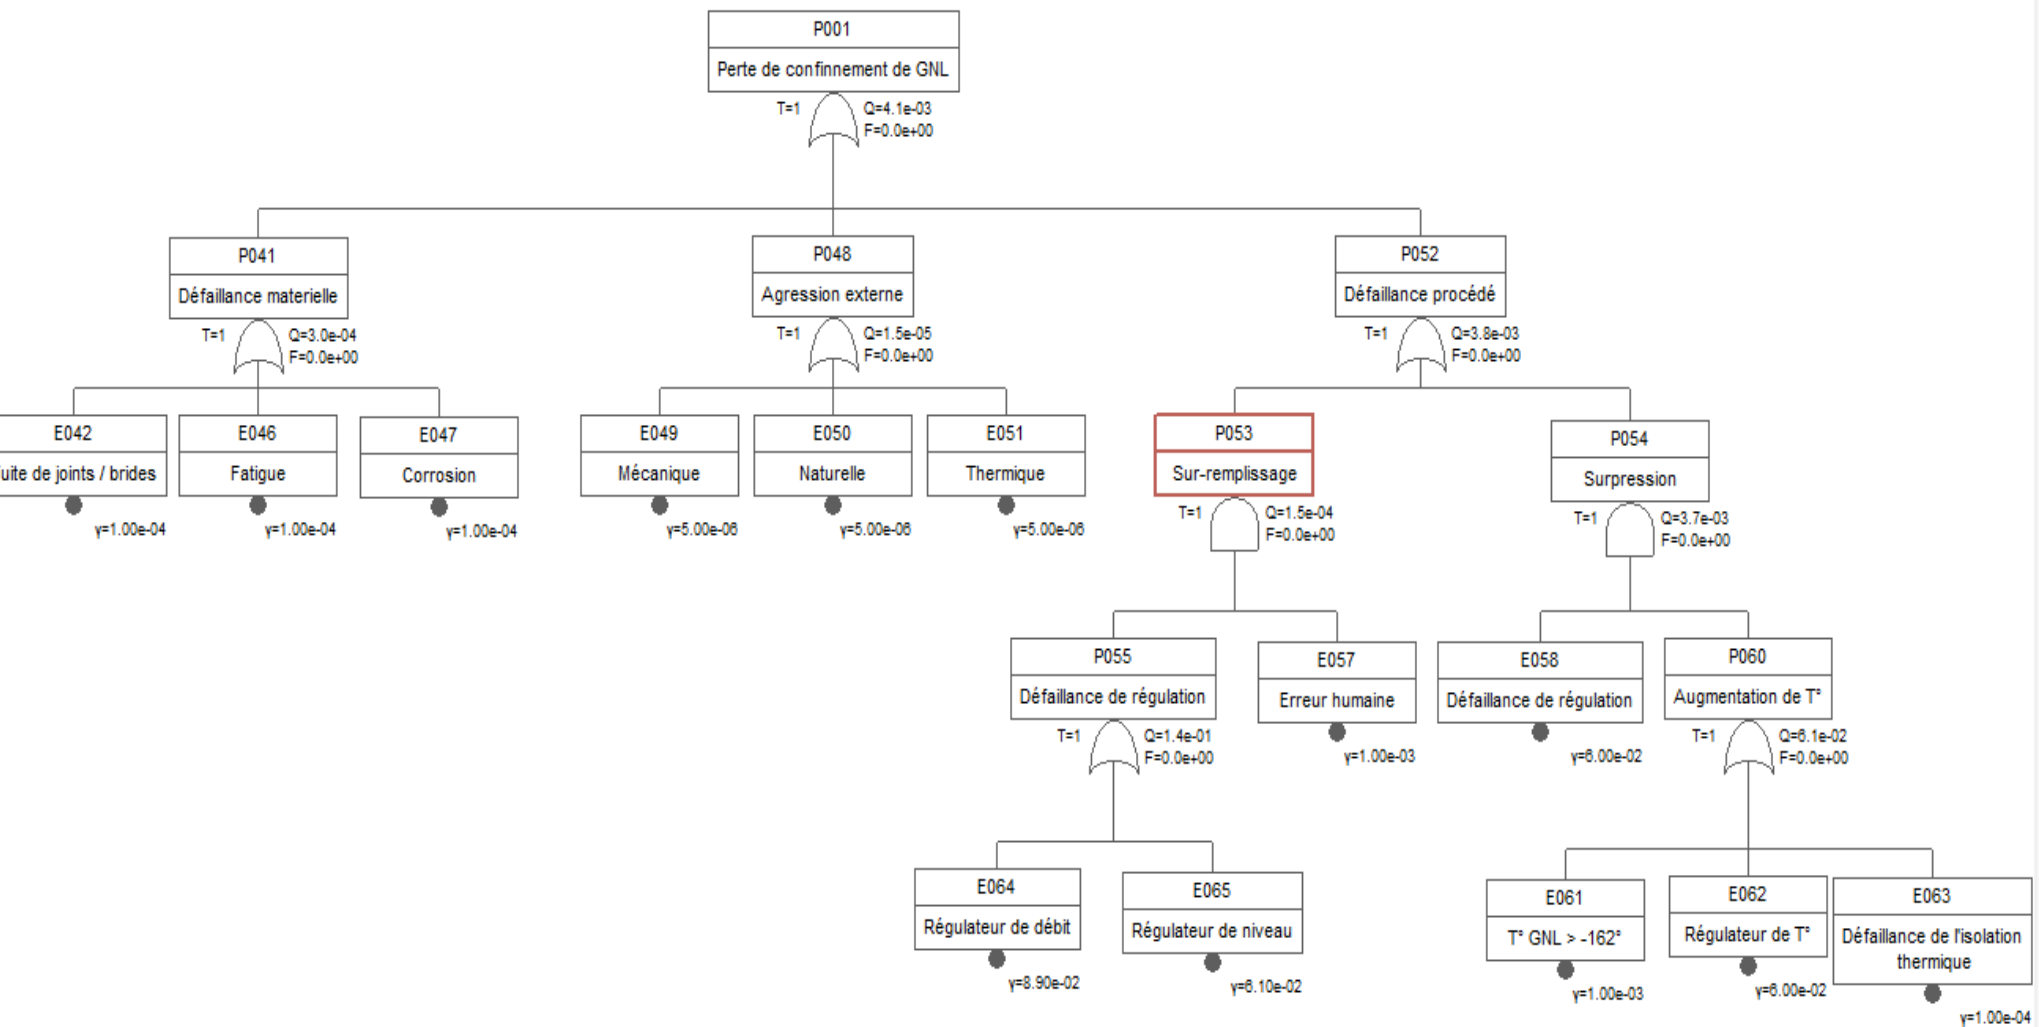 P001
Perte de confinnement de GNL
T=1
Q=4.1e-03
F=0.0e+00
P041
Défaillance materielle
T=1
Q=3.0e-04
F=0.0e+00
P048
Agression externe
T=1
Q=1.5e-05
F=0.0e+00
P052
Défaillance procédé
T=1
Q=3.8e-03
F=0.0e+00
E042
uite de joints / brides
γ=1.00e-04
E046
Fatigue
γ=1.00e-04
E047
Corrosion
γ=1.00e-04
E049
Mécanique
γ=5.00e-06
E050
Naturelle
γ=5.00e-06
E051
Thermique
γ=5.00e-06
P053
Sur-remplissage
T=1
Q=1.5e-04
F=0.0e+00
P054
Surpression
T=1
Q=3.7e-03
F=0.0e+00
P055
Défaillance de régulation
T=1
Q=1.4e-01
F=0.0e+00
E057
Erreur humaine
γ=1.00e-03
E058
Défaillance de régulation
γ=6.00e-02
P060
Augmentation de T°
T=1
Q=6.1e-02
F=0.0e+00
E064
Régulateur de débit
γ=8.90e-02
E065
Régulateur de niveau
γ=6.10e-02
E061
T° GNL > -162°
γ=1.00e-03
E062
Régulateur de T°
γ=6.00e-02
E063
Défaillance de l'isolation
thermique
γ=1.00e-04